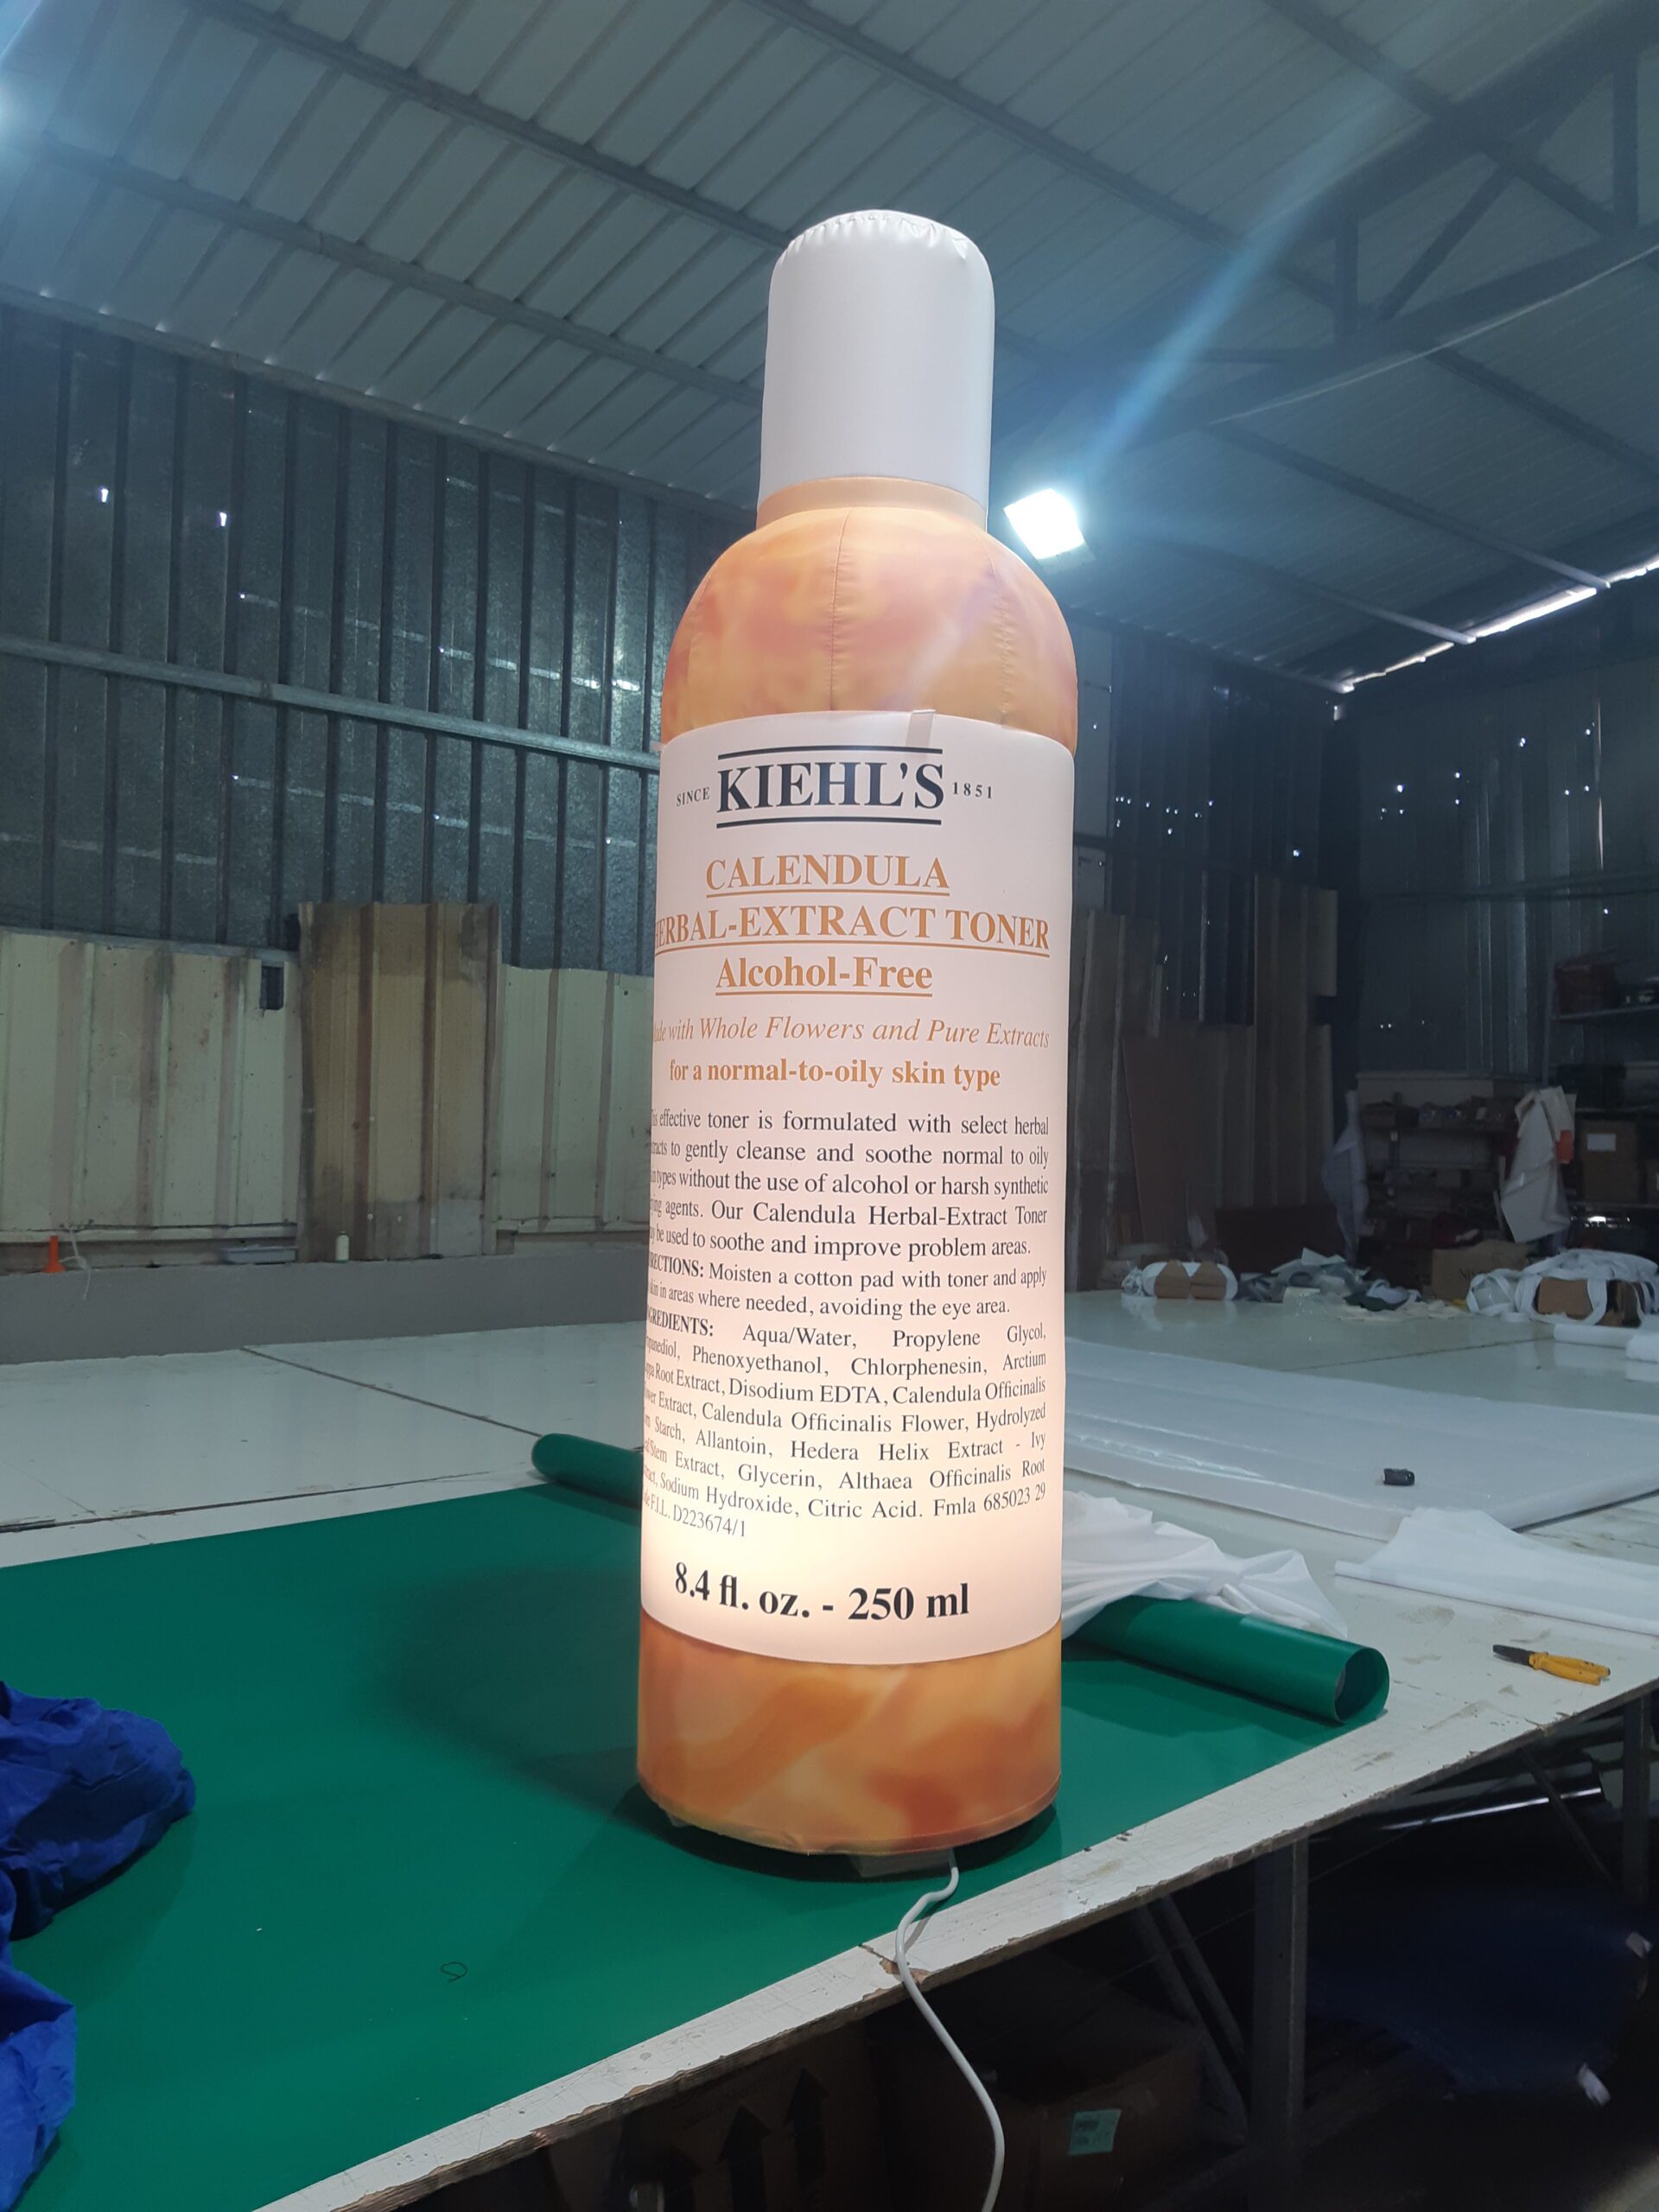 SINCE KIEHL'S 1851
CALENDULA
HERBAL-EXTRACT TONER
Alcohol-Free
with Whole Flowers and Pure Extracts
for a normal-to-oily skin type
effective toner is formulated with select herbal
to gently cleanse and soothe normal to oily
types without the use of alcohol or harsh synthetic
agents. Our Calendula Herbal-Extract Toner
be used to soothe and improve problem areas.
DIRECTIONS: Moisten a cotton pad with toner and apply
in areas where needed, avoiding the eye area.
INGREDIENTS: Aqua/Water, Propylene Glycol,
Phenoxyethanol, Chlorphenesin, Arctium
Root Extract, Disodium EDTA, Calendula Officinalis
Extract, Calendula Officinalis Flower, Hydrolyzed
Starch, Allantoin, Hedera Helix Extract - Ivy
Extract, Glycerin, Althaea Officinalis Root
Sodium Hydroxide, Citric Acid. Fmla 685023 29
F.I.L. D223674/1
8.4 fl. oz. - 250 ml